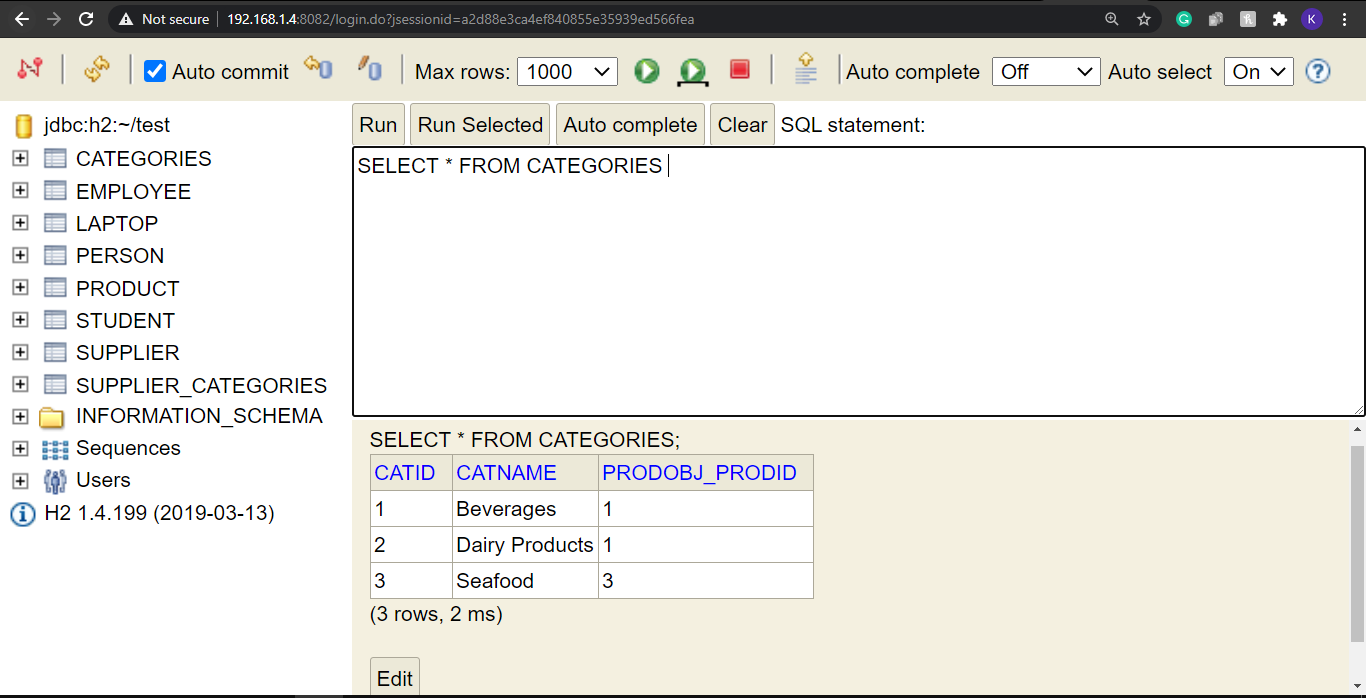 Not secure 192.168.1.4:8082/login.do?jsessionid=a2d88e3ca4ef840855e35939ed566fea K
Auto commit Max rows: 1000 Auto complete Off Auto select On ?
jdbc:h2:~/test
CATEGORIES
EMPLOYEE
LAPTOP
PERSON
PRODUCT
STUDENT
SUPPLIER
SUPPLIER_CATEGORIES
INFORMATION_SCHEMA
Sequences
Users
H2 1.4.199 (2019-03-13)
Run Run Selected Auto complete Clear SQL statement:
SELECT * FROM CATEGORIES
SELECT * FROM CATEGORIES;
CATID CATNAME PRODOBJ_PRODID
1 Beverages 1
2 Dairy Products 1
3 Seafood 3
(3 rows, 2 ms)
Edit